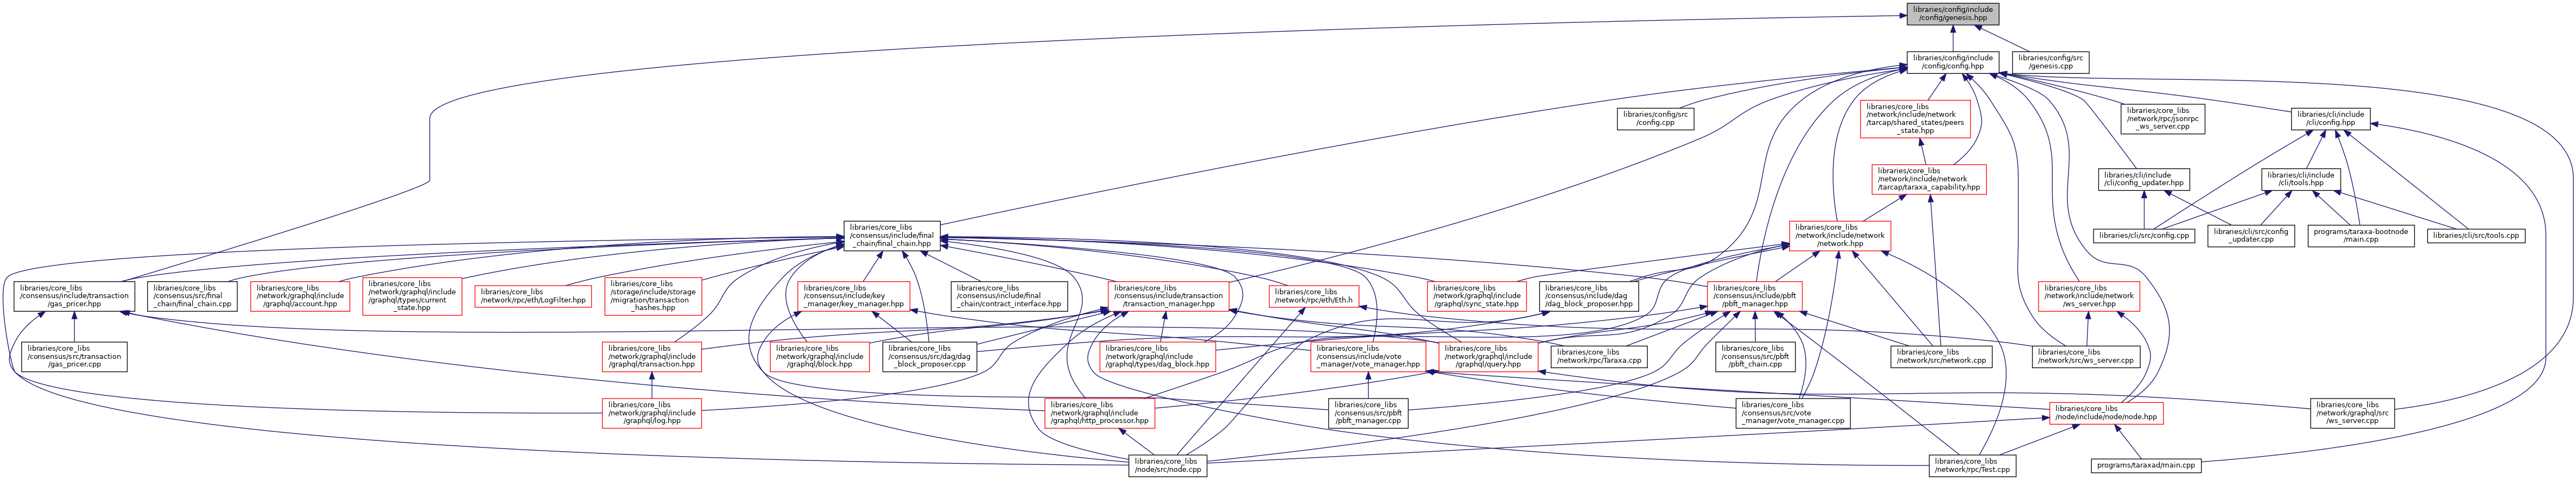 libraries/config/include
/config/genesis.hpp
libraries/config/include
/config/config.hpp
libraries/config/src
/genesis.cpp
libraries/config/src
/config.cpp
libraries/core_libs
/network/include/network
/tarcap/shared_states/peers
_state.hpp
libraries/core_libs
/network/rpc/jsonrpc
_ws_server.cpp
libraries/cli/include
/cli/config.hpp
libraries/core_libs
/network/include/network
/tarcap/taraxa_capability.hpp
libraries/cli/include
/cli/config_updater.hpp
libraries/cli/include
/cli/tools.hpp
libraries/core_libs
/consensus/include/final
_chain/final_chain.hpp
libraries/core_libs
/network/include/network
/network.hpp
libraries/cli/src/config.cpp
libraries/cli/src/config
_updater.cpp
programs/taraxa-bootnode
/main.cpp
libraries/cli/src/tools.cpp
libraries/core_libs
/consensus/include/transaction
/gas_pricer.hpp
libraries/core_libs
/consensus/src/final
_chain/final_chain.cpp
libraries/core_libs
/network/graphql/include
/graphql/account.hpp
libraries/core_libs
/network/graphql/include
/graphql/types/current
_state.hpp
libraries/core_libs
/network/rpc/eth/LogFilter.hpp
libraries/core_libs
/storage/include/storage
/migration/transaction
_hashes.hpp
libraries/core_libs
/consensus/include/key
_manager/key_manager.hpp
libraries/core_libs
/consensus/include/final
_chain/contract_interface.hpp
libraries/core_libs
/consensus/include/transaction
/transaction_manager.hpp
libraries/core_libs
/network/rpc/eth/Eth.h
libraries/core_libs
/network/graphql/include
/graphql/sync_state.hpp
libraries/core_libs
/consensus/include/dag
/dag_block_proposer.hpp
libraries/core_libs
/consensus/include/pbft
/pbft_manager.hpp
libraries/core_libs
/network/include/network
/ws_server.hpp
libraries/core_libs
/consensus/src/transaction
/gas_pricer.cpp
libraries/core_libs
/network/graphql/include
/graphql/transaction.hpp
libraries/core_libs
/network/graphql/include
/graphql/block.hpp
libraries/core_libs
/consensus/src/dag/dag
_block_proposer.cpp
libraries/core_libs
/network/graphql/include
/graphql/types/dag_block.hpp
libraries/core_libs
/consensus/include/vote
_manager/vote_manager.hpp
libraries/core_libs
/network/graphql/include
/graphql/query.hpp
libraries/core_libs
/network/rpc/Taraxa.cpp
libraries/core_libs
/consensus/src/pbft
/pbft_chain.cpp
libraries/core_libs
/network/src/network.cpp
libraries/core_libs
/network/src/ws_server.cpp
libraries/core_libs
/network/graphql/include
/graphql/log.hpp
libraries/core_libs
/network/graphql/include
/graphql/http_processor.hpp
libraries/core_libs
/consensus/src/pbft
/pbft_manager.cpp
libraries/core_libs
/consensus/src/vote
_manager/vote_manager.cpp
libraries/core_libs
/node/include/node/node.hpp
libraries/core_libs
/network/graphql/src
/ws_server.cpp
libraries/core_libs
/node/src/node.cpp
libraries/core_libs
/network/rpc/Test.cpp
programs/taraxad/main.cpp